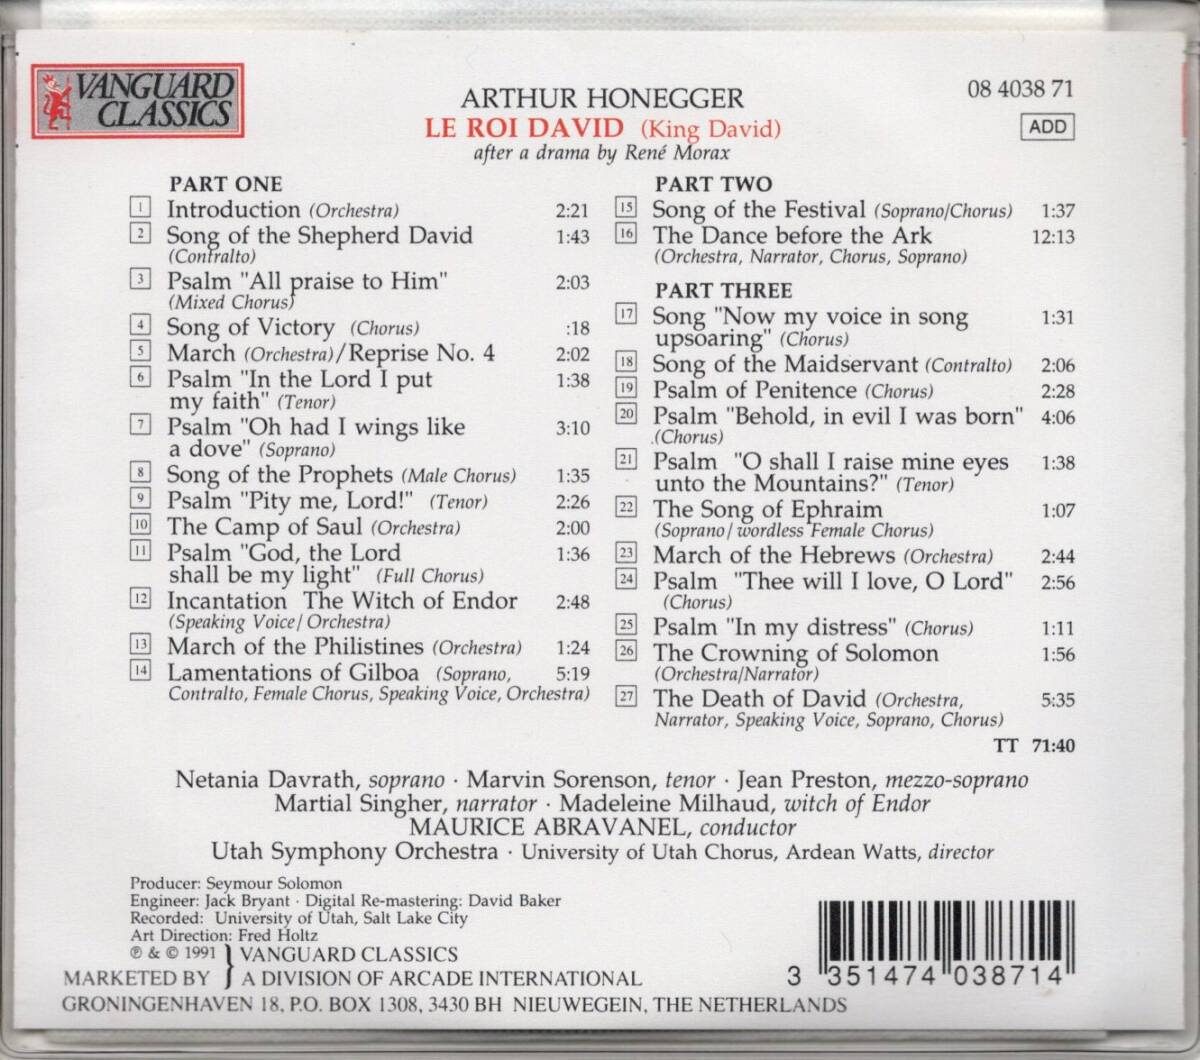 VANGUARD
CLASSICS
ARTHUR HONEGGER
LE ROI DAVID (King David)
after a drama by René Morax
08 4038 71
ADD
PART ONE
1 Introduction (Orchestra) 2:21
2 Song of the Shepherd David 1:43
(Contralto)
3 Psalm "All praise to Him" 2:03
(Mixed Chorus)
4 Song of Victory (Chorus) :18
5 March (Orchestra)/Reprise No. 4 2:02
6 Psalm "In the Lord I put 1:38
my faith" (Tenor)
7 Psalm "Oh had I wings like 3:10
a dove" (Soprano)
8 Song of the Prophets (Male Chorus) 1:35
9 Psalm "Pity me, Lord!" (Tenor) 2:26
10 The Camp of Saul (Orchestra) 2:00
11 Psalm "God, the Lord 1:36
shall be my light" (Full Chorus)
12 Incantation The Witch of Endor 2:48
(Speaking Voice/Orchestra)
13 March of the Philistines (Orchestra) 1:24
14 Lamentations of Gilboa (Soprano, 5:19
Contralto, Female Chorus, Speaking Voice, Orchestra)
PART TWO
15 Song of the Festival (Soprano/Chorus) 1:37
16 The Dance before the Ark 12:13
(Orchestra, Narrator, Chorus, Soprano)
PART THREE
17 Song "Now my voice in song 1:31
upsoaring" (Chorus)
18 Song of the Maidservant (Contralto) 2:06
19 Psalm of Penitence (Chorus) 2:28
20 Psalm "Behold, in evil I was born" 4:06
.(Chorus)
21 Psalm "O shall I raise mine eyes 1:38
unto the Mountains?" (Tenor)
22 The Song of Ephraim 1:07
(Soprano/wordless Female Chorus)
23 March of the Hebrews (Orchestra) 2:44
24 Psalm "Thee will I love, O Lord" 2:56
(Chorus)
25 Psalm "In my distress" (Chorus) 1:11
26 The Crowning of Solomon 1:56
(Orchestra/Narrator)
27 The Death of David (Orchestra, 5:35
Narrator, Speaking Voice, Soprano, Chorus)
TT 71:40
Netania Davrath, soprano · Marvin Sorenson, tenor · Jean Preston, mezzo-soprano
Martial Singher, narrator · Madeleine Milhaud, witch of Endor
MAURICE ABRAVANEL, conductor
Utah Symphony Orchestra · University of Utah Chorus, Ardean Watts, director
Producer: Seymour Solomon
Engineer: Jack Bryant · Digital Re-mastering: David Baker
Recorded: University of Utah, Salt Lake City
Art Direction: Fred Holtz
℗ & © 1991 } VANGUARD CLASSICS
MARKETED BY } A DIVISION OF ARCADE INTERNATIONAL
GRONINGENHAVEN 18, P.O. BOX 1308, 3430 BH NIEUWEGEIN, THE NETHERLANDS
3 351474 038714